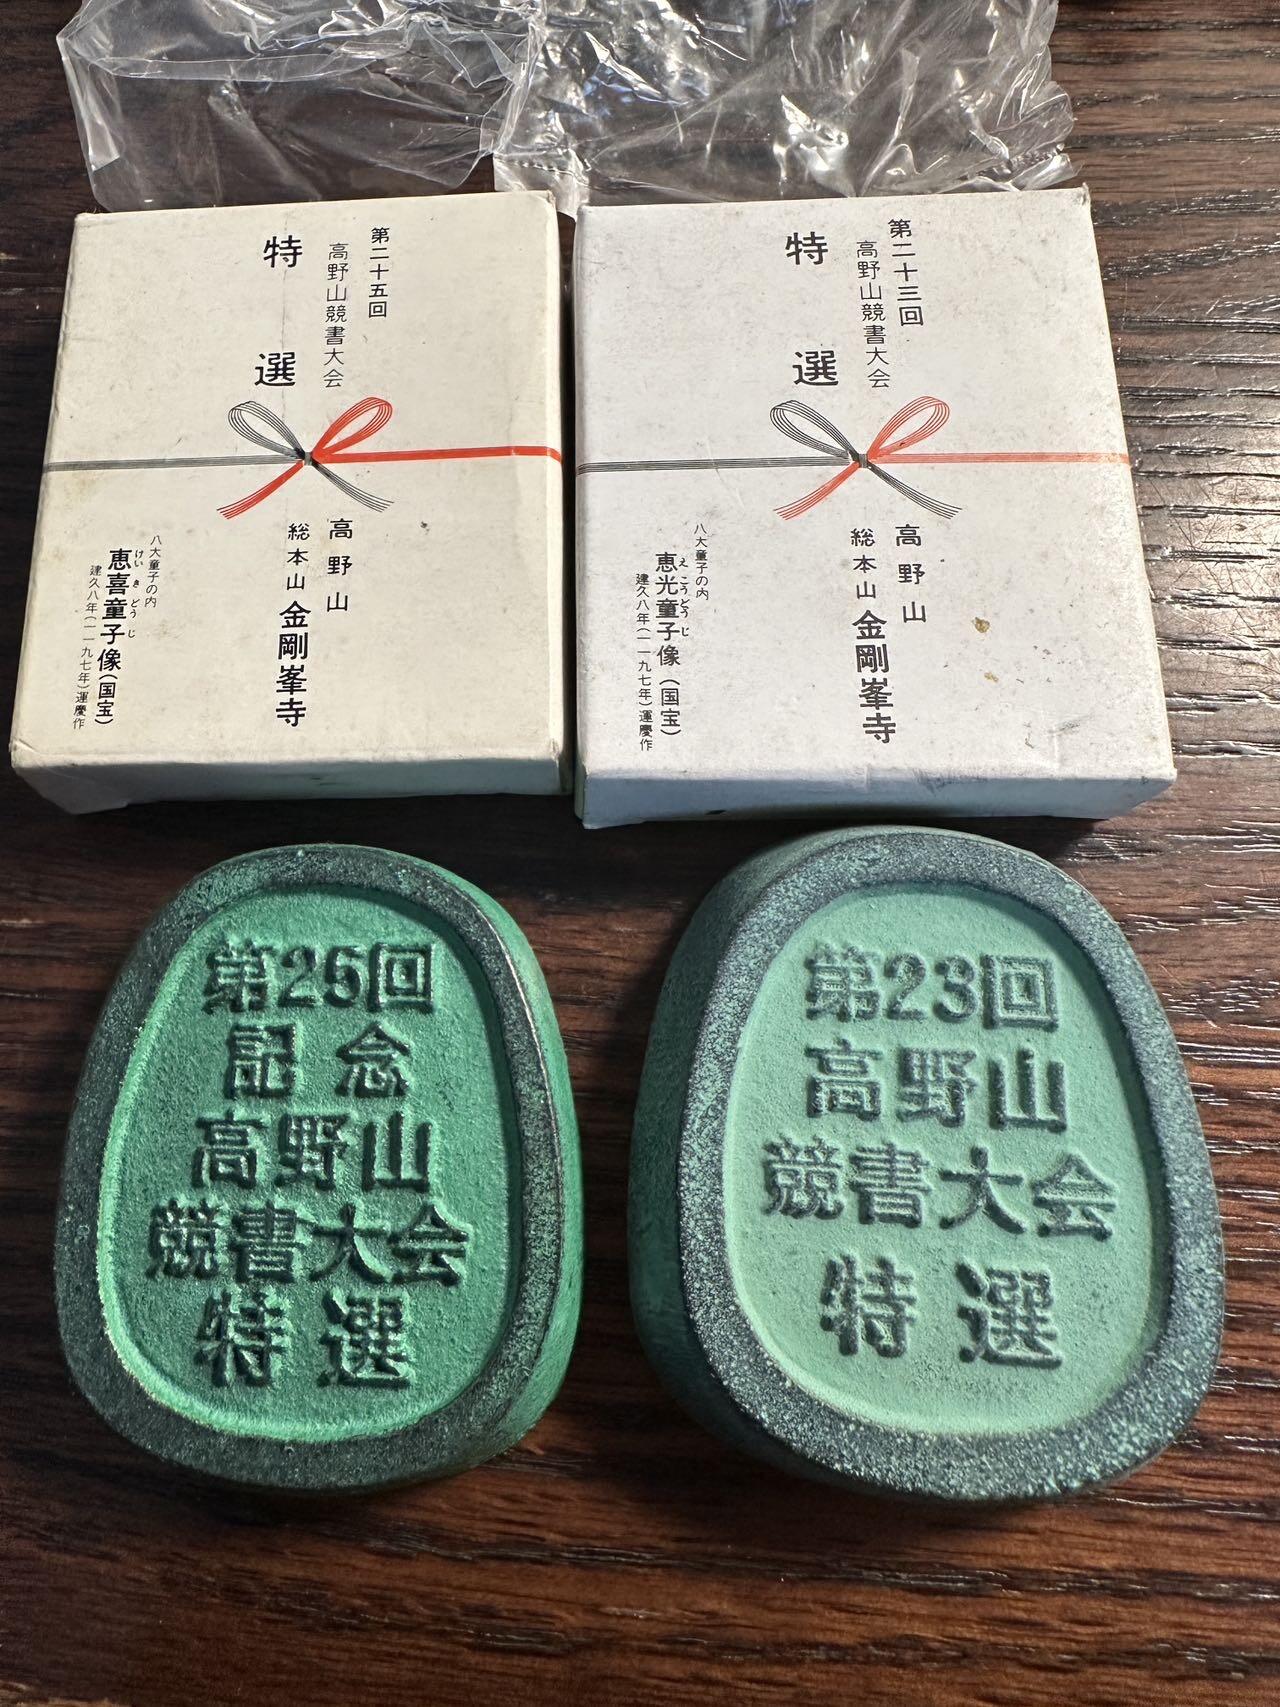 第二十五回
高野山競書大会
特選
高野山
総本山 金剛峯寺
八大童子の内
けいきどうじ
恵喜童子像(国宝)
建久八年(一一九七年)運慶作
第二十三回
高野山競書大会
特選
高野山
総本山 金剛峯寺
八大童子の内
えこうどうじ
恵光童子像(国宝)
建久八年(一一九七年)運慶作
第25回
記念
高野山
競書大会
特選
第23回
高野山
競書大会
特選